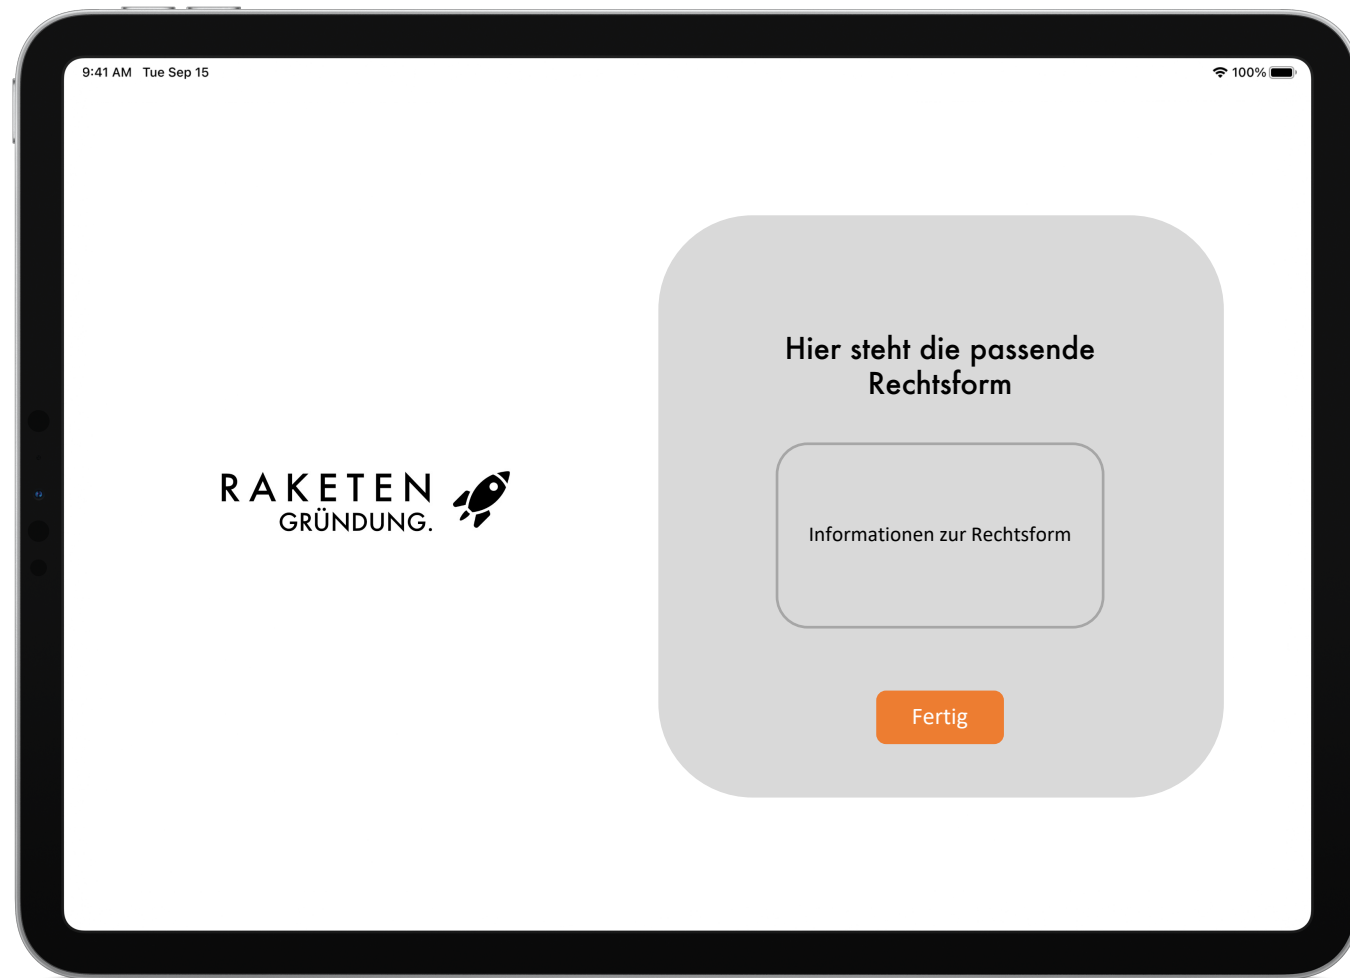 9:41 AM Tue Sep 15
100%
RAKETEN
GRÜNDUNG.
Hier steht die passende
Rechtsform
Informationen zur Rechtsform
Fertig